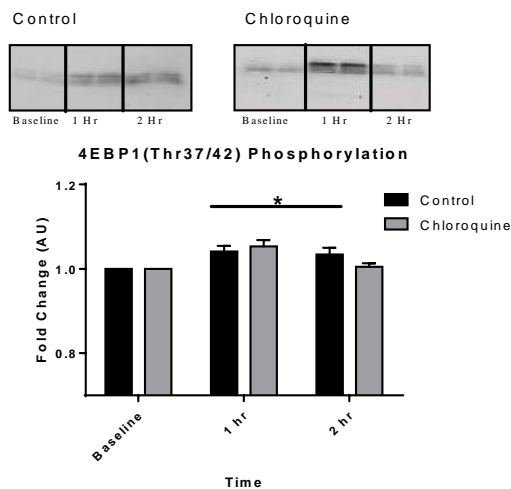 Control Chloroquine
Baseline 1 Hr 2 Hr Baseline 1 Hr 2 Hr
4EBP1(Thr37/42) Phosphorylation
1.2
1.0
0.8
Fold Change (AU)
*
Control
Chloroquine
Baseline 1 hr 2 hr
Time